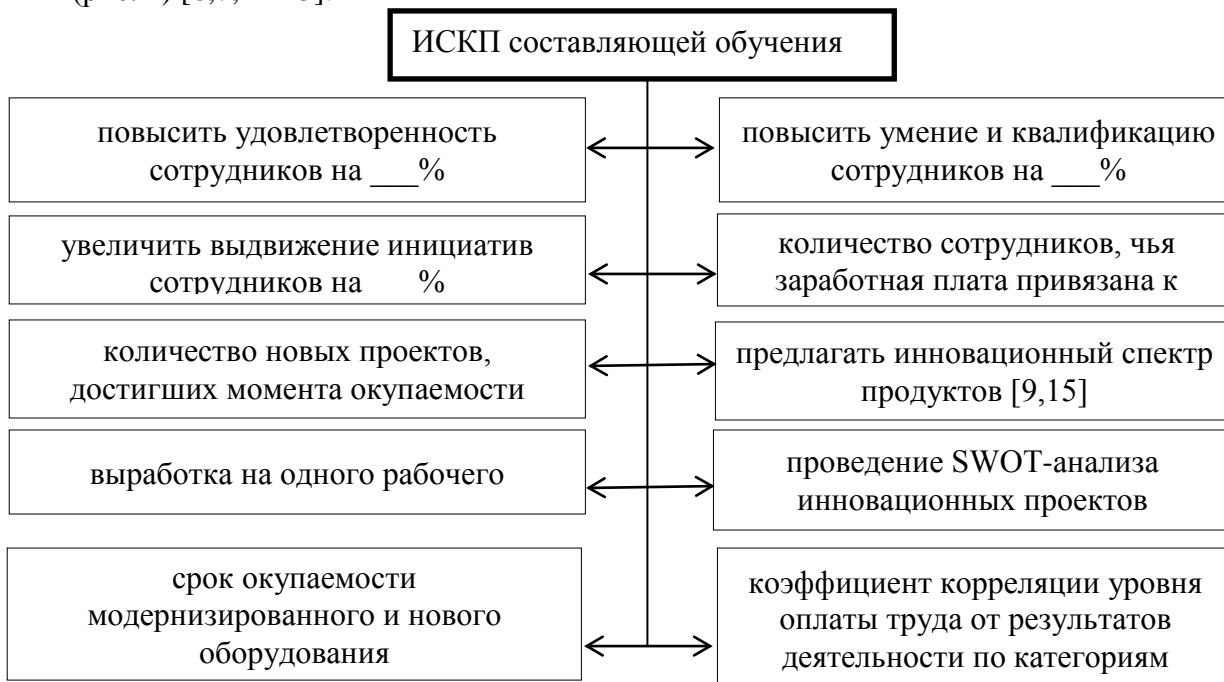 ИСКП составляющей обучения
повысить удовлетворенность
сотрудников на ___%
повысить умение и квалификацию
сотрудников на ___%
увеличить выдвижение инициатив
сотрудников на ___%
количество сотрудников, чья
заработная плата привязана к
количество новых проектов,
достигших момента окупаемости
предлагать инновационный спектр
продуктов [9,15]
выработка на одного рабочего
проведение SWOT-анализа
инновационных проектов
срок окупаемости
модернизированного и нового
оборудования
коэффициент корреляции уровня
оплаты труда от результатов
деятельности по категориям